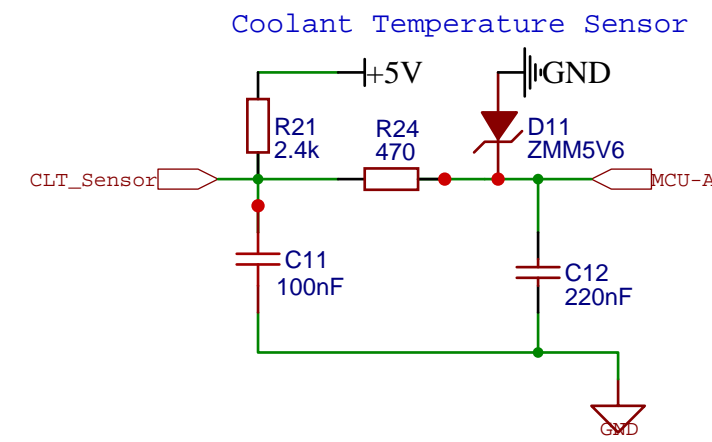 Coolant Temperature Sensor
+5V
GND
R21
2.4k
R24
470
D11
ZMM5V6
CLT_Sensor
MCU-A
C11
100nF
C12
220nF
GND